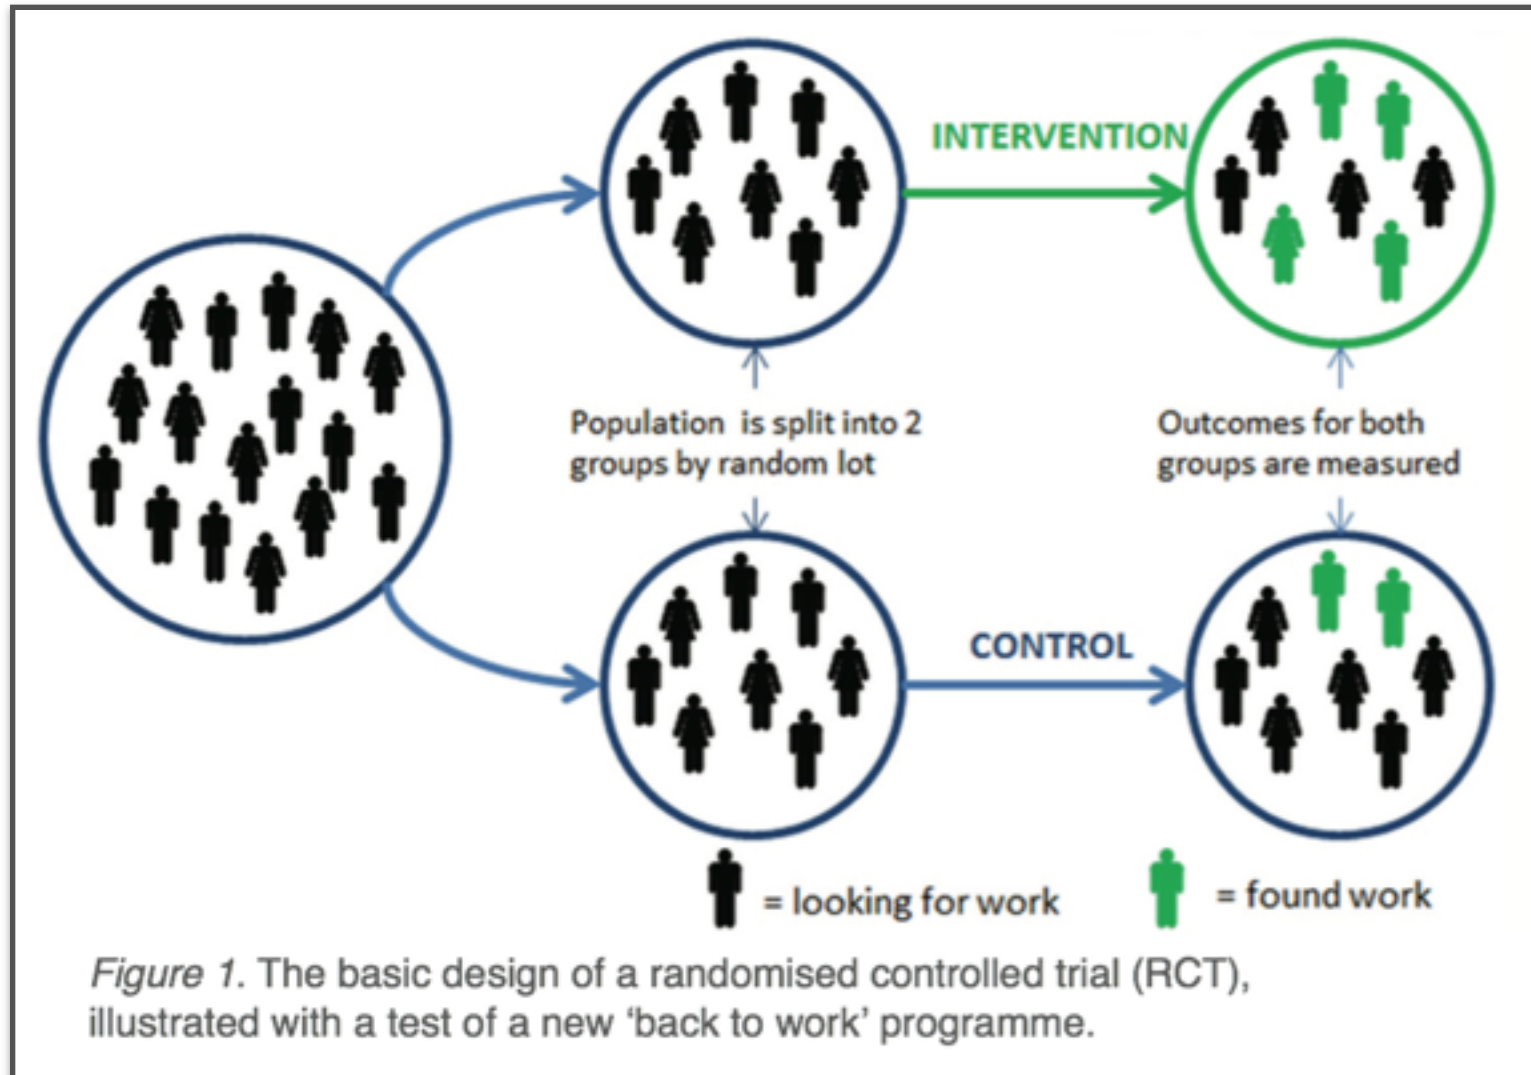 INTERVENTION
Population is split into 2
groups by random lot
Outcomes for both
groups are measured
CONTROL
= looking for work
= found work
Figure 1. The basic design of a randomised controlled trial (RCT),
illustrated with a test of a new ‘back to work’ programme.